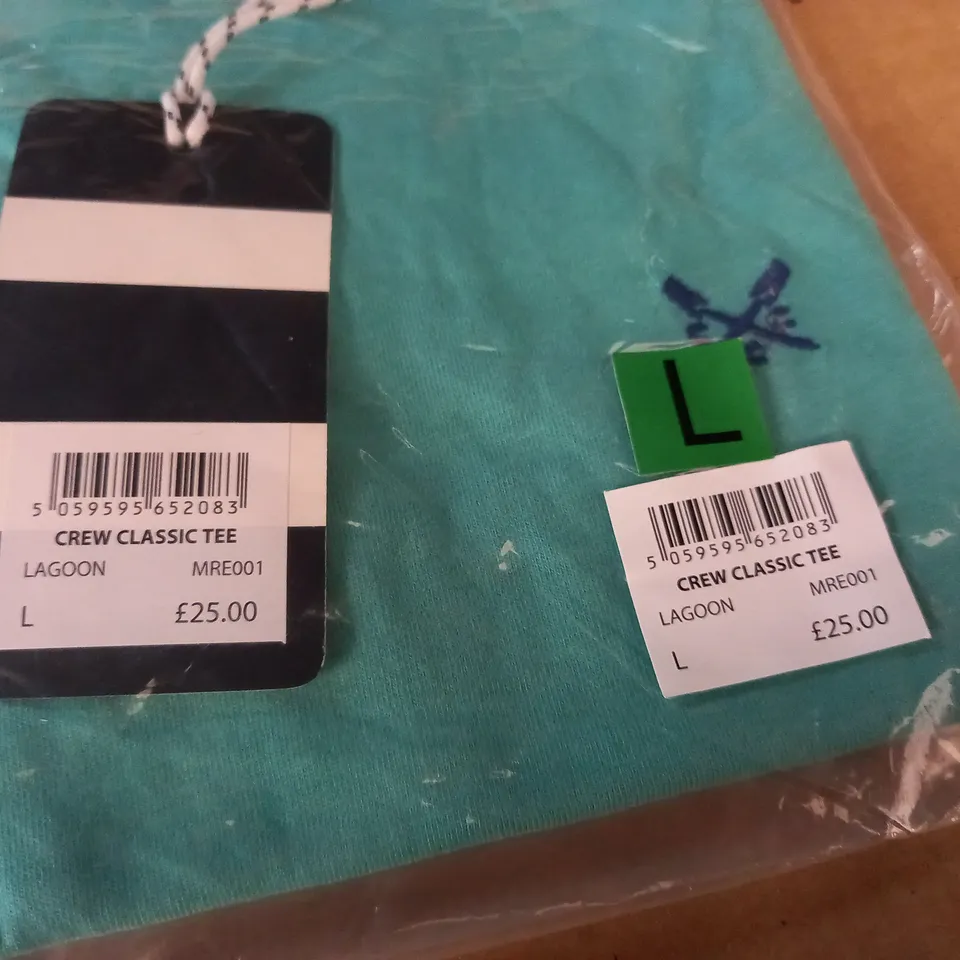 5 059595 652083
CREW CLASSIC TEE
LAGOON MRE001
L £25.00
L
5 059595 652083
CREW CLASSIC TEE
LAGOON MRE001
L £25.00